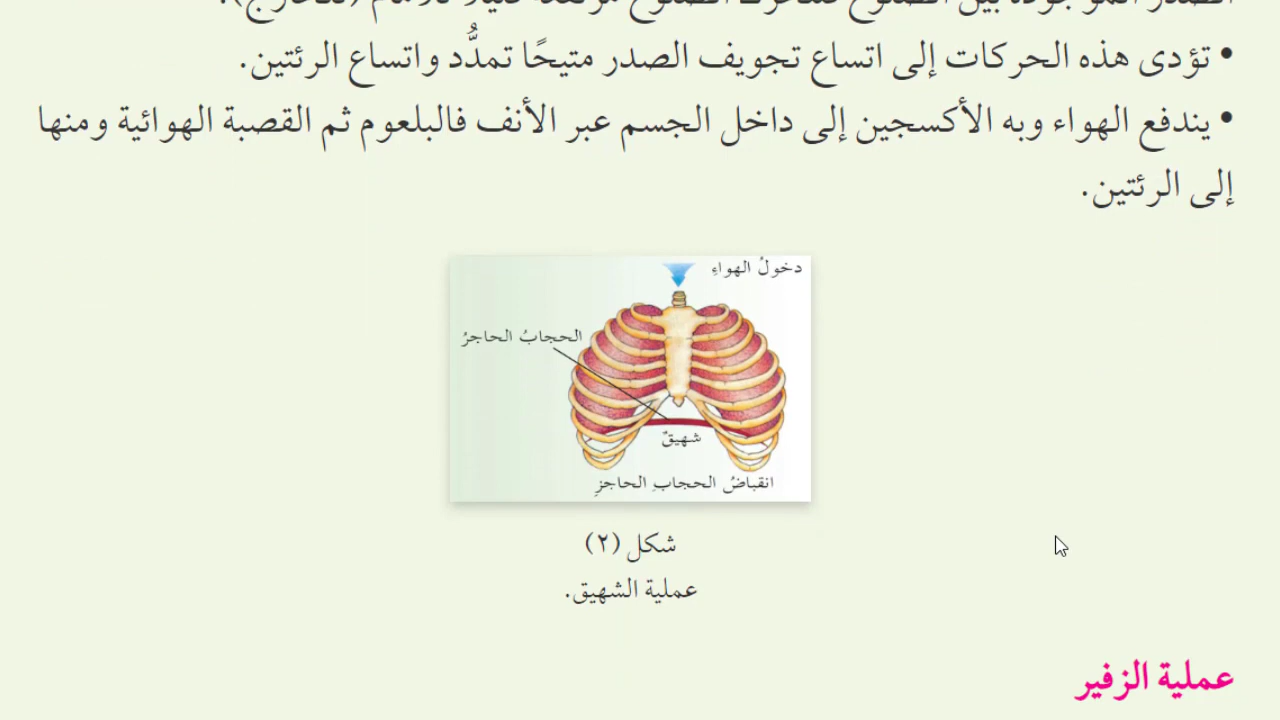 • تؤدى هذه الحركات إلى اتساع تجويف الصدر متيحًا تمدُّد واتساع الرئتين.
• يندفع الهواء وبه الأكسجين إلى داخل الجسم عبر الأنف فالبلعوم ثم القصبة الهوائية ومنها
إلى الرئتين.
دخولُ الهواءِ
الحجابُ الحاجزُ
شهيقٌ
انقباضُ الحجابِ الحاجزِ
شكل (٢)
عملية الشهيق.
عملية الزفير